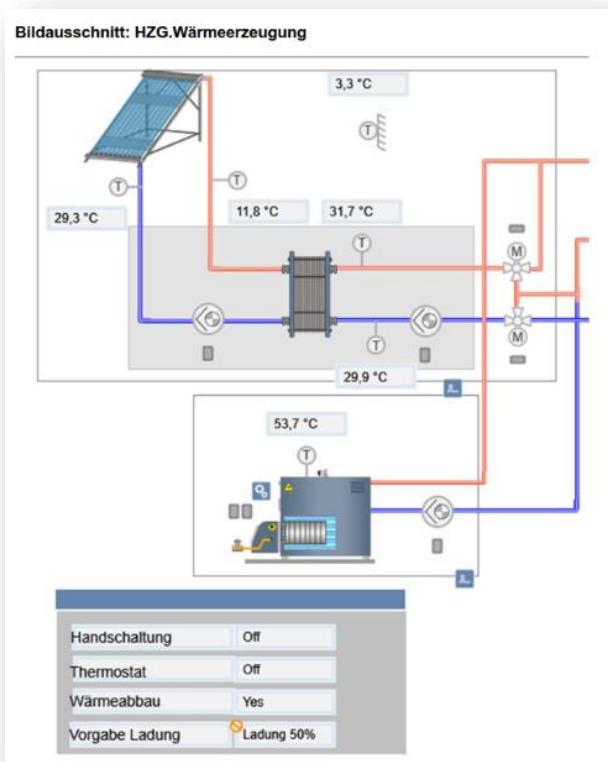 Bildausschnitt: HZG.Wärmeerzeugung
3,3 °C
T
T
T
29,3 °C
11,8 °C
31,7 °C
T
M
T
M
29,9 °C
53,7 °C
T
Handschaltung Off
Thermostat Off
Wärmeabbau Yes
Vorgabe Ladung Ladung 50%